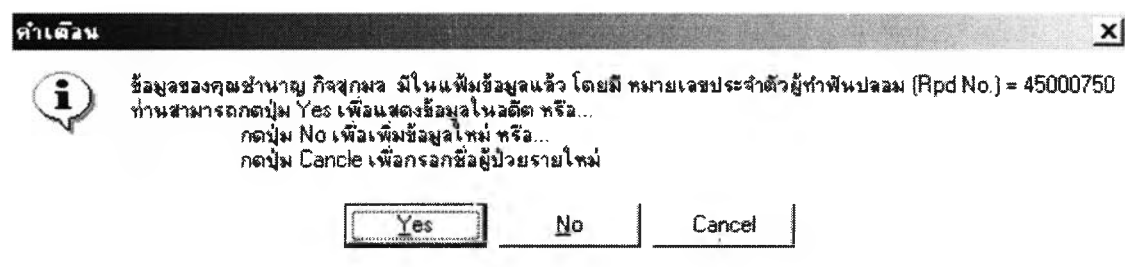 คำเตือน
ข้อมูลของคุณชำนาญ กิจสุกมล มีในแฟ้มข้อมูลแล้ว โดยมี หมายเลขประจำตัวผู้ทำฟันปลอม (Rpd No.) = 45000750
ท่านสามารถกดปุ่ม Yes เพื่อแสดงข้อมูลในอดีต หรือ...
กดปุ่ม No เพื่อเพิ่มข้อมูลใหม่ หรือ...
กดปุ่ม Cancle เพื่อกรอกชื่อผู้ป่วยรายใหม่
Yes No Cancel